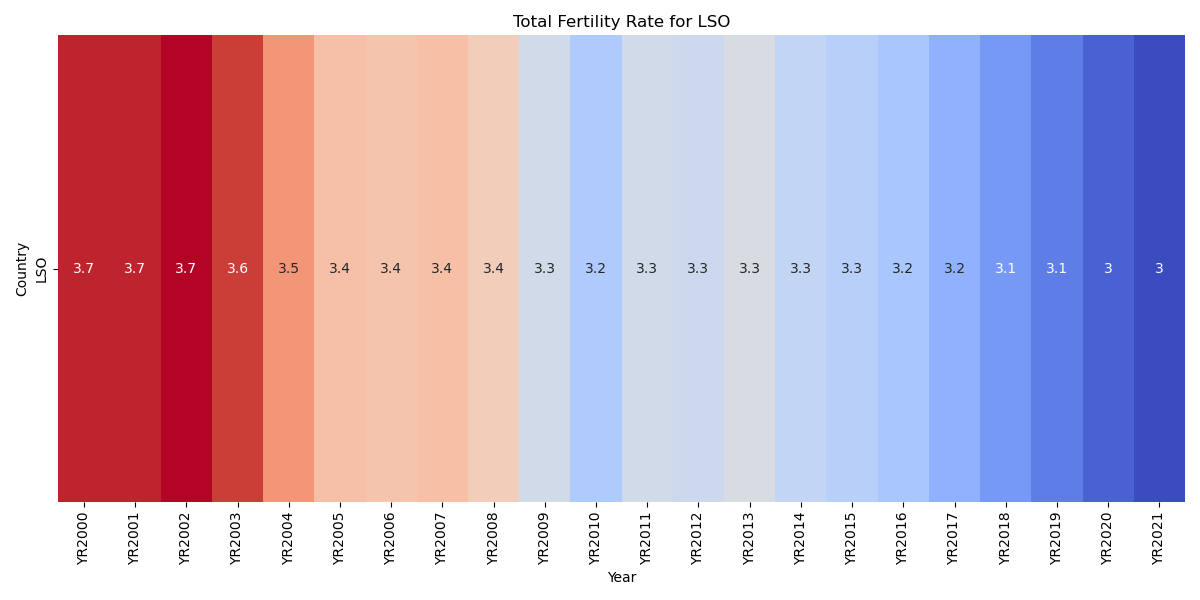 Total Fertility Rate for LSO
Country
LSO
3.7 3.7 3.7 3.6 3.5 3.4 3.4 3.4 3.4 3.3 3.2 3.3 3.3 3.3 3.3 3.3 3.2 3.2 3.1 3.1 3 3
YR2000 YR2001 YR2002 YR2003 YR2004 YR2005 YR2006 YR2007 YR2008 YR2009 YR2010 YR2011 YR2012 YR2013 YR2014 YR2015 YR2016 YR2017 YR2018 YR2019 YR2020 YR2021
Year